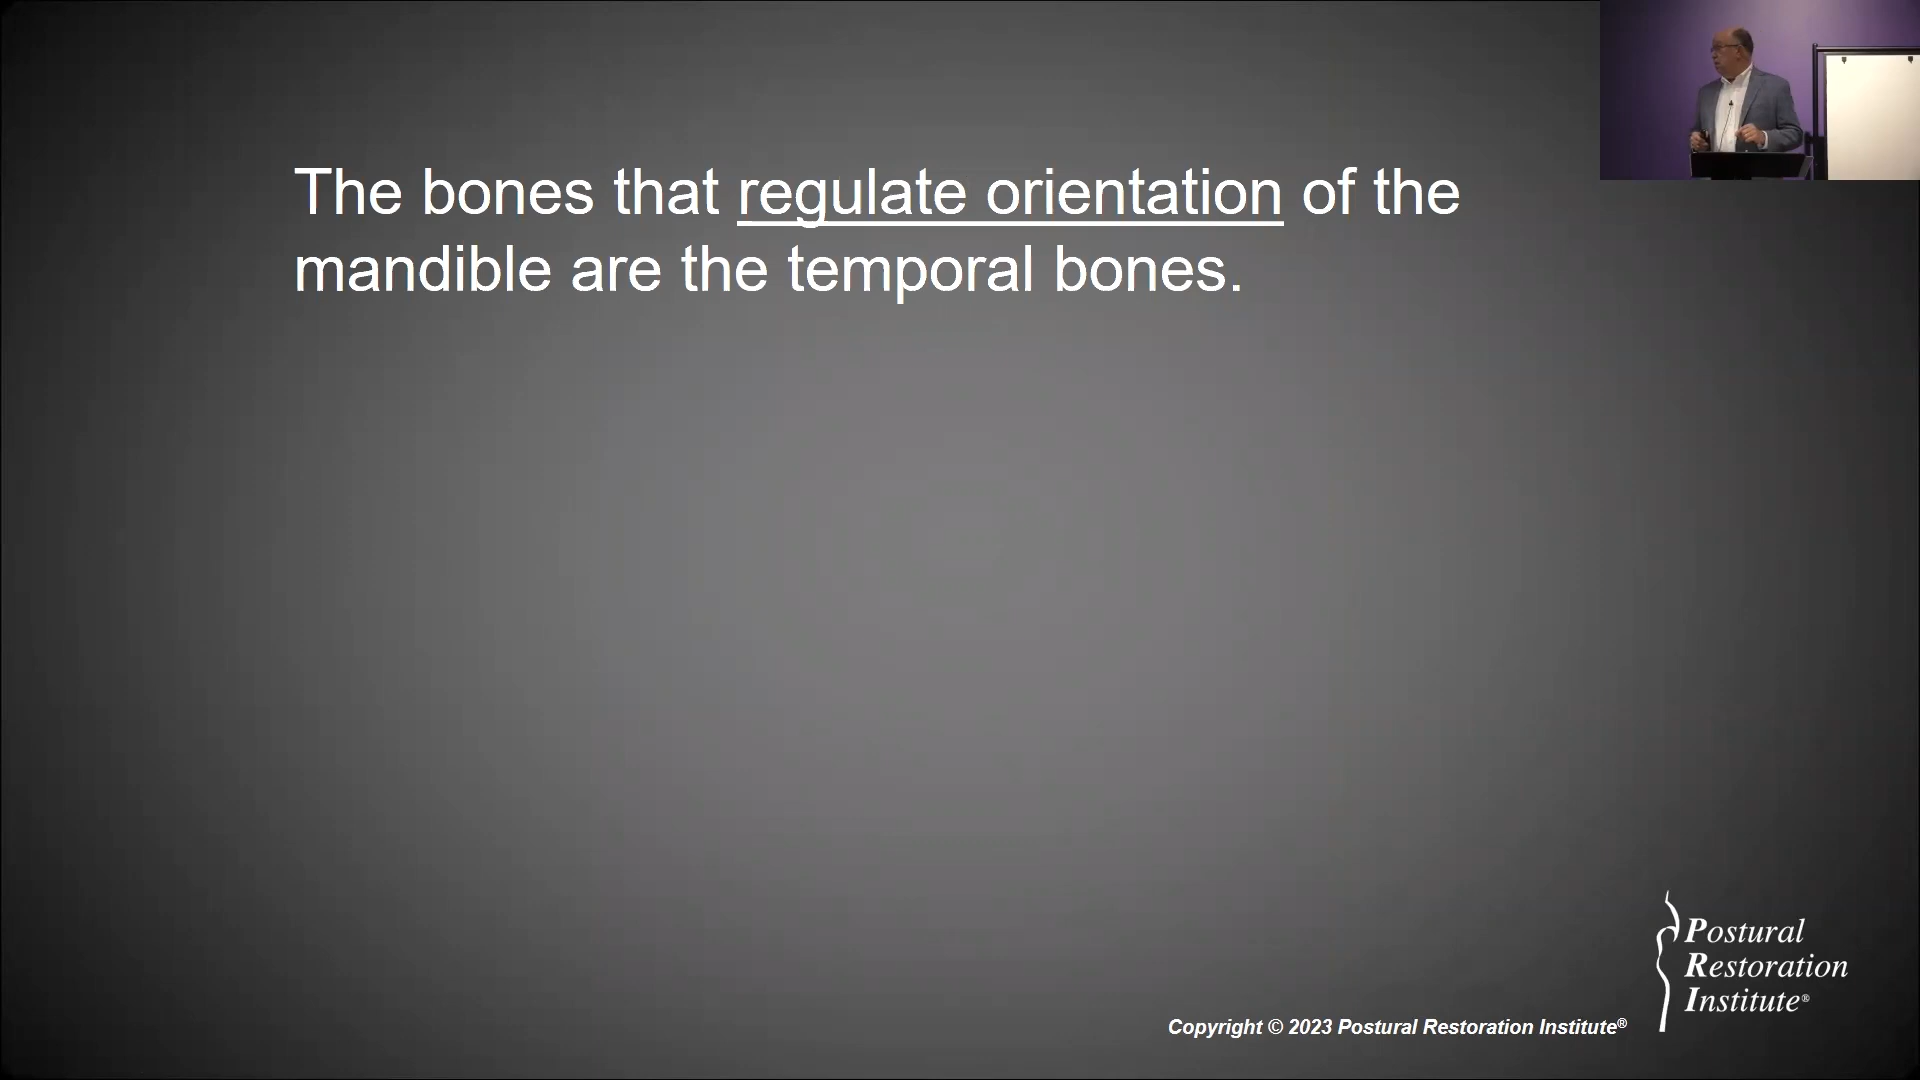 The bones that regulate orientation of the
mandible are the temporal bones.
Postural
Restoration
Institute®
Copyright © 2023 Postural Restoration Institute®